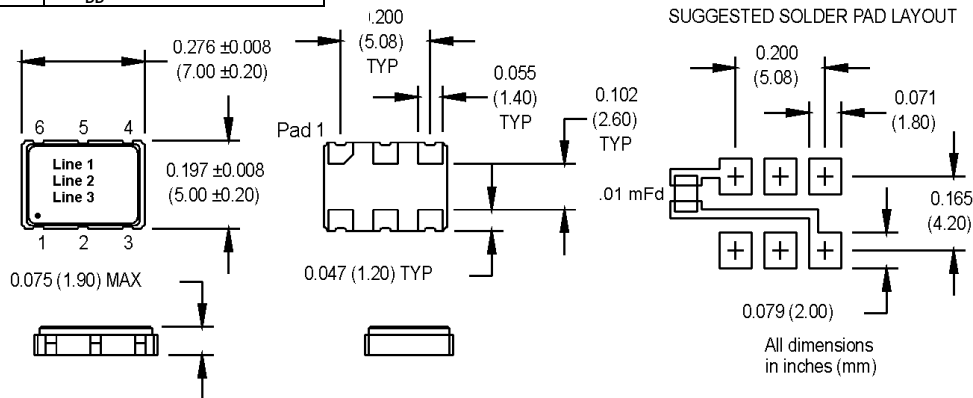 DD
SUGGESTED SOLDER PAD LAYOUT
0.276 ±0.008
(7.00 ±0.20)
6 5 4
Line 1
Line 2
Line 3
1 2 3
0.197 ±0.008
(5.00 ±0.20)
0.075 (1.90) MAX
.200
(5.08)
TYP
0.055
(1.40)
TYP
0.102
(2.60)
TYP
Pad 1
0.047 (1.20) TYP
0.200
(5.08)
0.071
(1.80)
.01 mFd
0.165
(4.20)
0.079 (2.00)
All dimensions
in inches (mm)